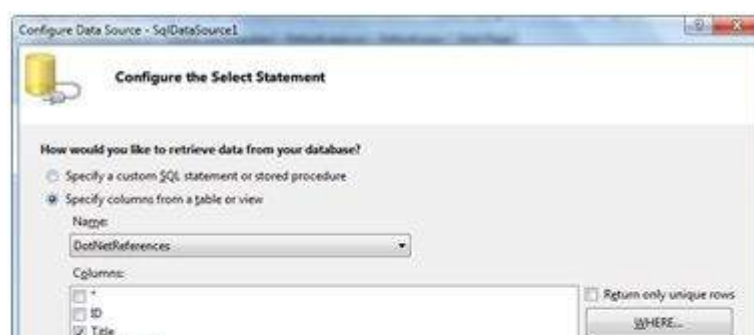 Configure Data Source - SqlDataSource1
Configure the Select Statement
How would you like to retrieve data from your database?
Specify a custom SQL statement or stored procedure
Specify columns from a table or view
Name:
DotNetReferences
Columns:
*
Return only unique rows
ID
WHERE...
Title